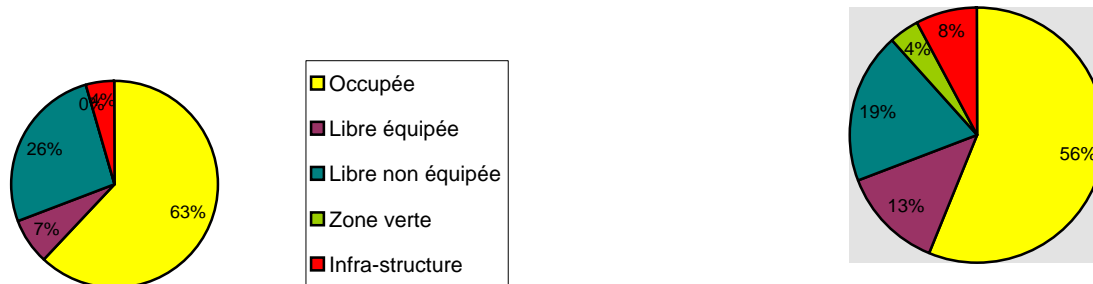 0%
4%
26%
7%
63%
Occupée
Libre équipée
Libre non équipée
Zone verte
Infra-structure
8%
4%
19%
13%
56%